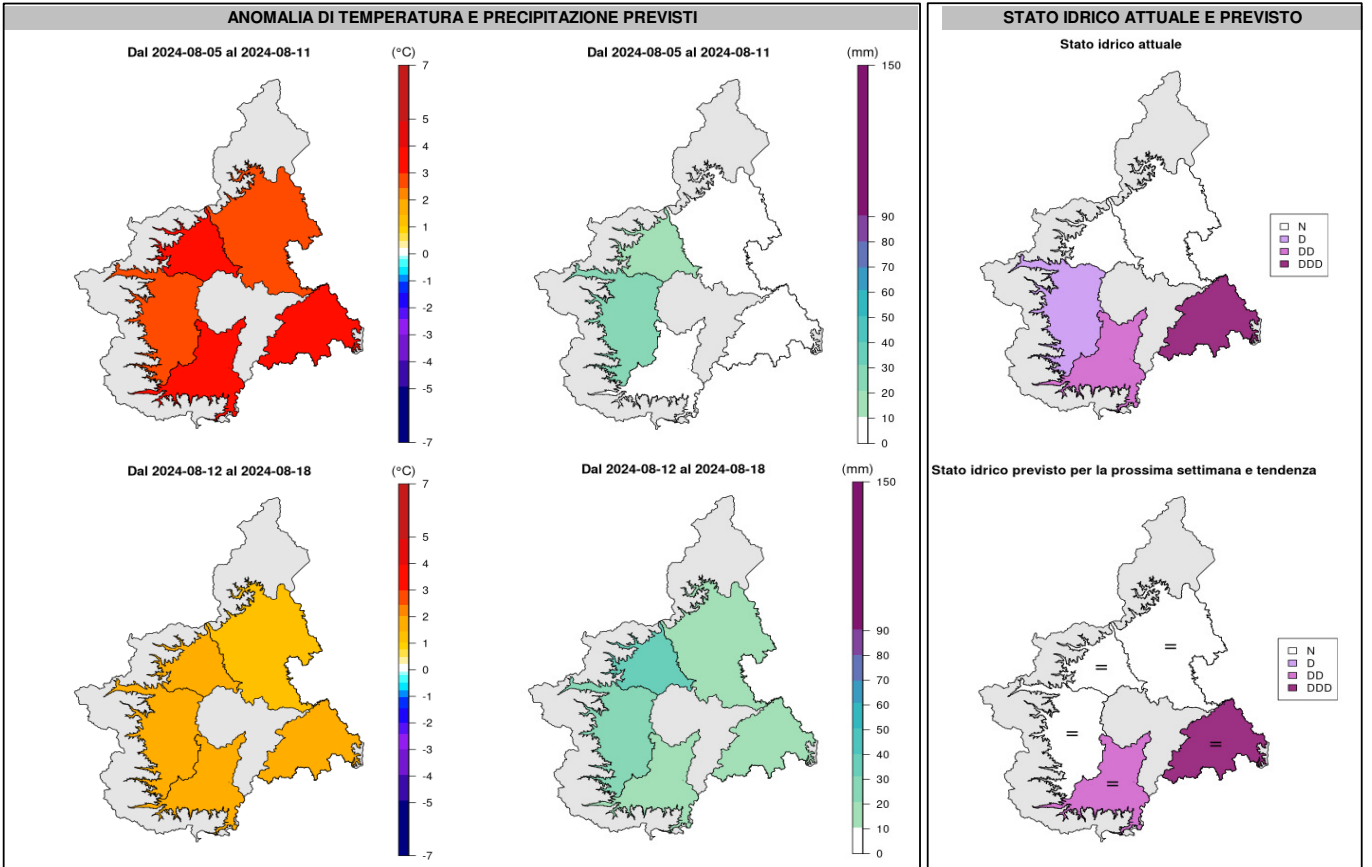 ANOMALIA DI TEMPERATURA E PRECIPITAZIONE PREVISTI
Dal 2024-08-05 al 2024-08-11
(°C)
7
5
4
3
2
1
0
-1
-2
-3
-4
-5
-7
Dal 2024-08-05 al 2024-08-11
(mm)
150
90
80
70
60
50
40
30
20
10
0
Dal 2024-08-12 al 2024-08-18
(°C)
7
5
4
3
2
1
0
-1
-2
-3
-4
-5
-7
Dal 2024-08-12 al 2024-08-18
(mm)
150
90
80
70
60
50
40
30
20
10
0
STATO IDRICO ATTUALE E PREVISTO
Stato idrico attuale
N
D
DD
DDD
Stato idrico previsto per la prossima settimana e tendenza
=
=
=
=
=
N
D
DD
DDD